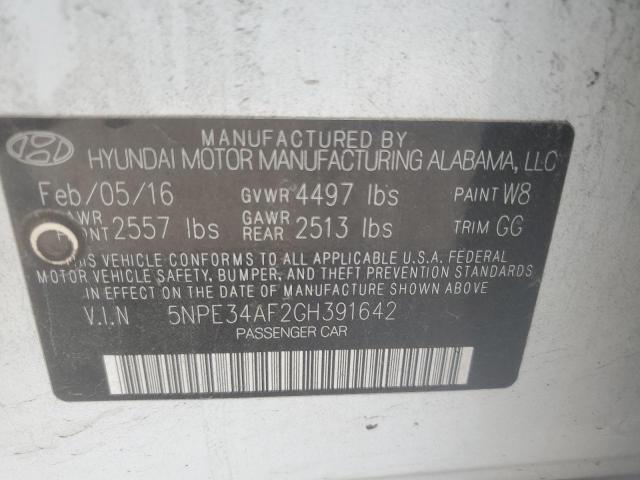 MANUFACTURED BY
HYUNDAI MOTOR MANUFACTURING ALABAMA, LLC
Feb/05/16 GVWR 4497 lbs PAINT W8
GAWR
2557 lbs GAWR REAR 2513 lbs TRIM GG
VEHICLE CONFORMS TO ALL APPLICABLE U.S.A. FEDERAL
MOTOR VEHICLE SAFETY, BUMPER, AND THEFT PREVENTION STANDARDS
IN EFFECT ON THE DATE OF MANUFACTURE SHOWN ABOVE.
V.I.N 5NPE34AF2GH391642
PASSENGER CAR